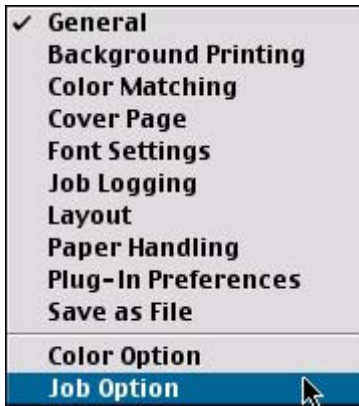 General
Background Printing
Color Matching
Cover Page
Font Settings
Job Logging
Layout
Paper Handling
Plug-In Preferences
Save as File
Color Option
Job Option